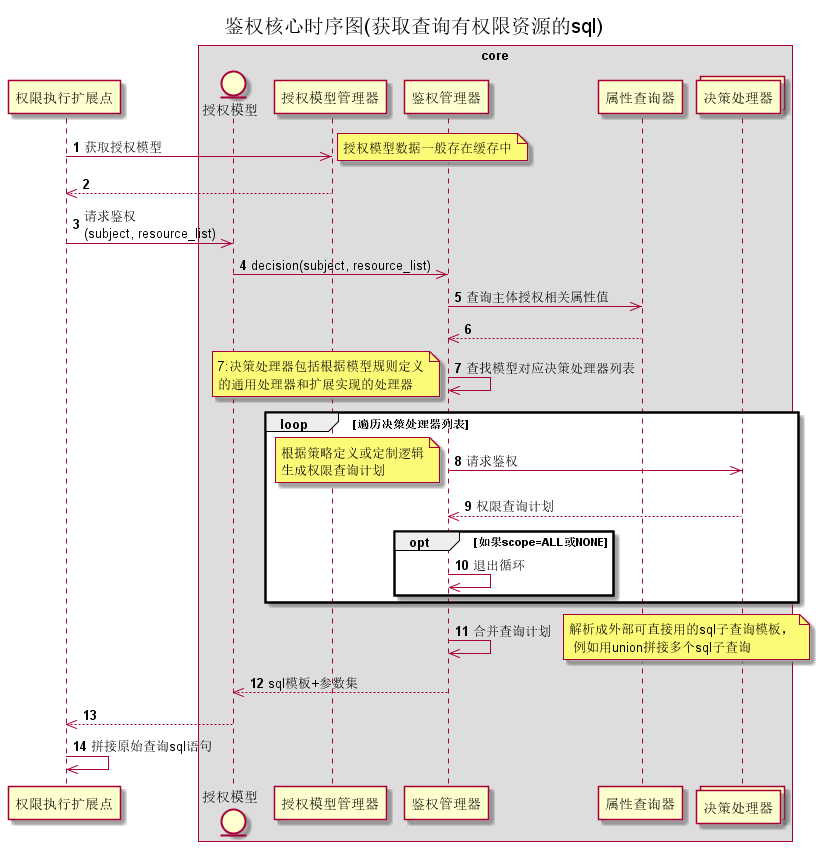 鉴权核心时序图(获取查询有权限资源的sql)
core
权限执行扩展点
授权模型
授权模型管理器
鉴权管理器
属性查询器
决策处理器
1 获取授权模型
授权模型数据一般存在缓存中
2
3 请求鉴权
(subject, resource_list)
4 decision(subject, resource_list)
5 查询主体授权相关属性值
6
7:决策处理器包括根据模型规则定义
的通用处理器和扩展实现的处理器
7 查找模型对应决策处理器列表
loop [遍历决策处理器列表]
根据策略定义或定制逻辑
生成权限查询计划
8 请求鉴权
9 权限查询计划
opt [如果scope=ALL或NONE]
10 退出循环
11 合并查询计划
解析成外部可直接用的sql子查询模板，
例如用union拼接多个sql子查询
12 sql模板+参数集
13
14 拼接原始查询sql语句
权限执行扩展点
授权模型
授权模型管理器
鉴权管理器
属性查询器
决策处理器